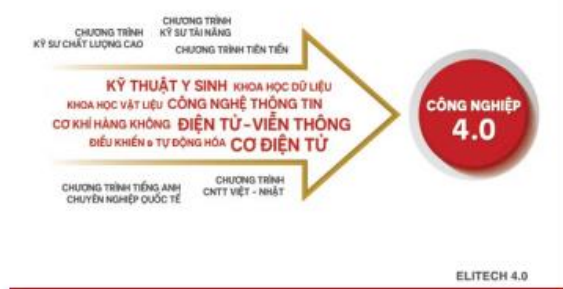 CHƯƠNG TRÌNH
KỸ SƯ CHẤT LƯỢNG CAO
CHƯƠNG TRÌNH
KỸ SƯ TÀI NĂNG
CHƯƠNG TRÌNH TIÊN TIẾN
KỸ THUẬT Y SINH KHOA HỌC DỮ LIỆU
KHOA HỌC VẬT LIỆU CÔNG NGHỆ THÔNG TIN
CƠ KHÍ HÀNG KHÔNG ĐIỆN TỬ-VIỄN THÔNG
ĐIỀU KHIỂN & TỰ ĐỘNG HÓA CƠ ĐIỆN TỬ
CHƯƠNG TRÌNH TIẾNG ANH
CHUYÊN NGHIỆP QUỐC TẾ
CHƯƠNG TRÌNH
CNTT VIỆT - NHẬT
CÔNG NGHIỆP
4.0
ELITECH 4.0